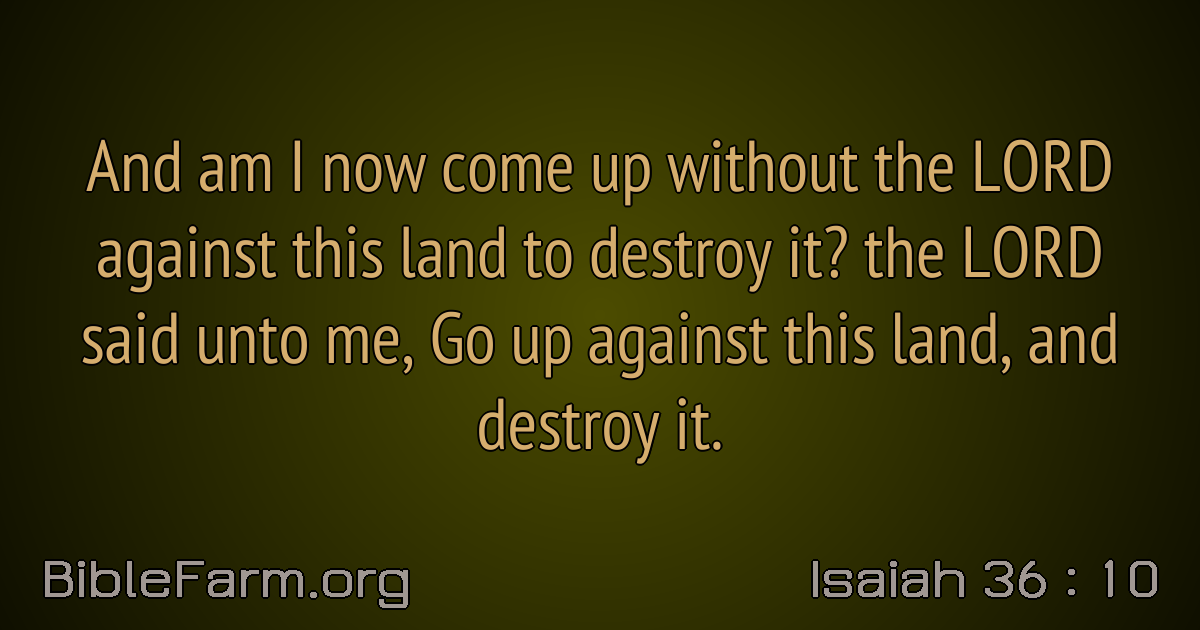 And am I now come up without the LORD
against this land to destroy it? the LORD
said unto me, Go up against this land, and
destroy it.
BibleFarm.org
Isaiah 36 : 10